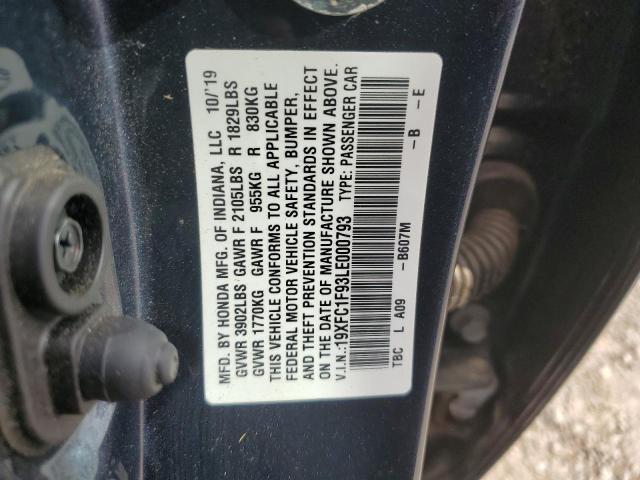 MFD. BY HONDA MFG. OF INDIANA, LLC 10/'19
GVWR 3902LBS GAWR F 2105LBS R 1829LBS
GVWR 1770KG GAWR F 955KG R 830KG
THIS VEHICLE CONFORMS TO ALL APPLICABLE
FEDERAL MOTOR VEHICLE SAFETY, BUMPER,
AND THEFT PREVENTION STANDARDS IN EFFECT
ON THE DATE OF MANUFACTURE SHOWN ABOVE.
V.I.N.:19XFC1F93LE000793 TYPE: PASSENGER CAR
TBC L A09 -B607M -B -E